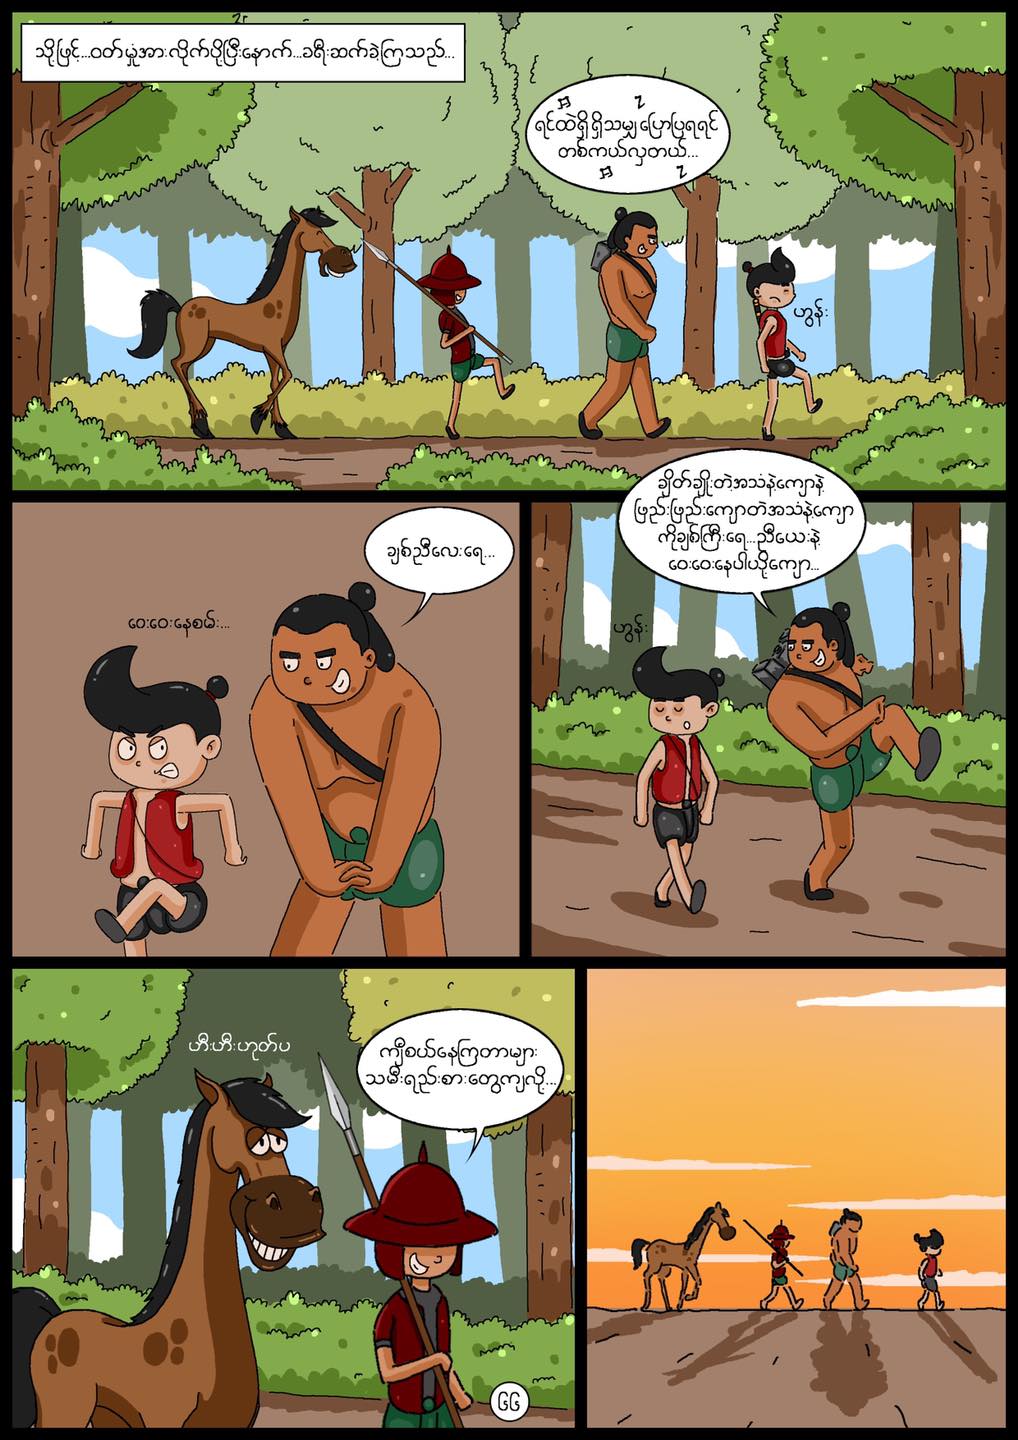 သို့ဖြင့်...ဝတ်မှုံအားလိုက်ပို့ပြီးနောက်...ခရီးဆက်ခဲ့ကြသည်...
ရင်ထဲရှိရှိသမျှပြောပြရရင်
တစ်ကယ်လှတယ်...
ဟွန်း
ချစ်ညီလေးရေ...
ဝေးဝေးနေစမ်း...
ချိတ်ချိုးတဲ့အသံနဲ့ကျောနဲ့
ဖြည်းဖြည်းကျောတဲအသံနဲ့ကျော
ကိုချစ်ကြီးရေ...ညီယေးနဲ့
ဝေးဝေးနေပါယို့ကျော...
ဟွန်း
ဟီးဟီးဟုတ်ပ
ကျီစယ်နေကြတာများ
သမီးရည်းစားတွေကျလို့...
၆၆